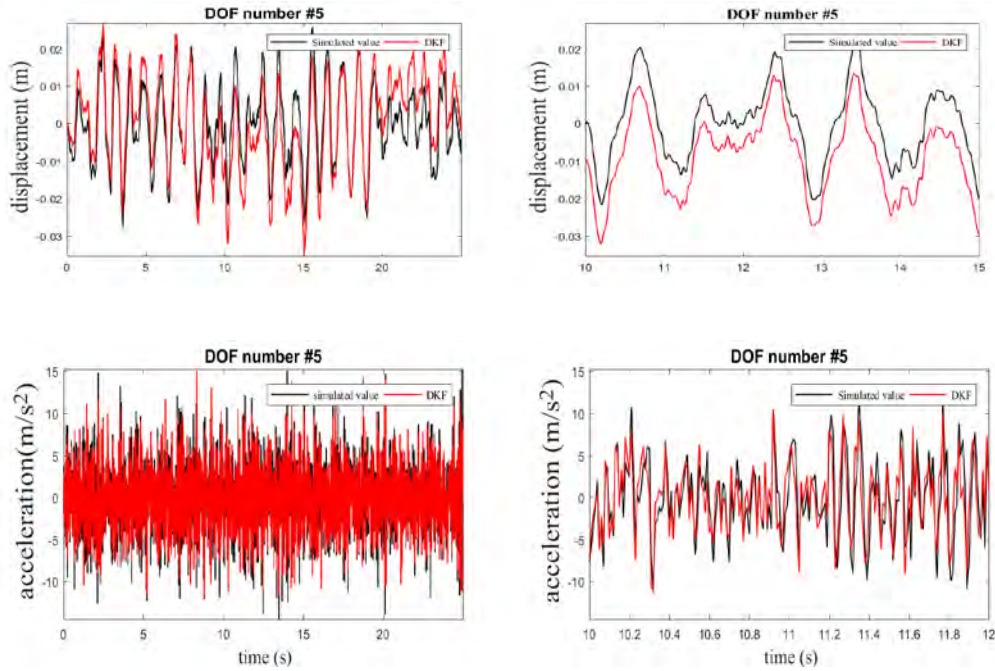 DOF number #5
Simulated value DKF
displacement (m)
0.02
0.01
0
-0.01
-0.02
-0.03
0 5 10 15 20
DOF number #5
Simulated value DKF
displacement (m)
0.02
0.01
0
-0.01
-0.02
-0.03
10 11 12 13 14 15
DOF number #5
simulated value DKF
acceleration(m/s²)
15
10
5
0
-5
-10
0 5 10 15 20
time (s)
DOF number #5
Simulated value DKF
acceleration (m/s²)
15
10
5
0
-5
-10
10 10.2 10.4 10.6 10.8 11 11.2 11.4 11.6 11.8 12
time (s)